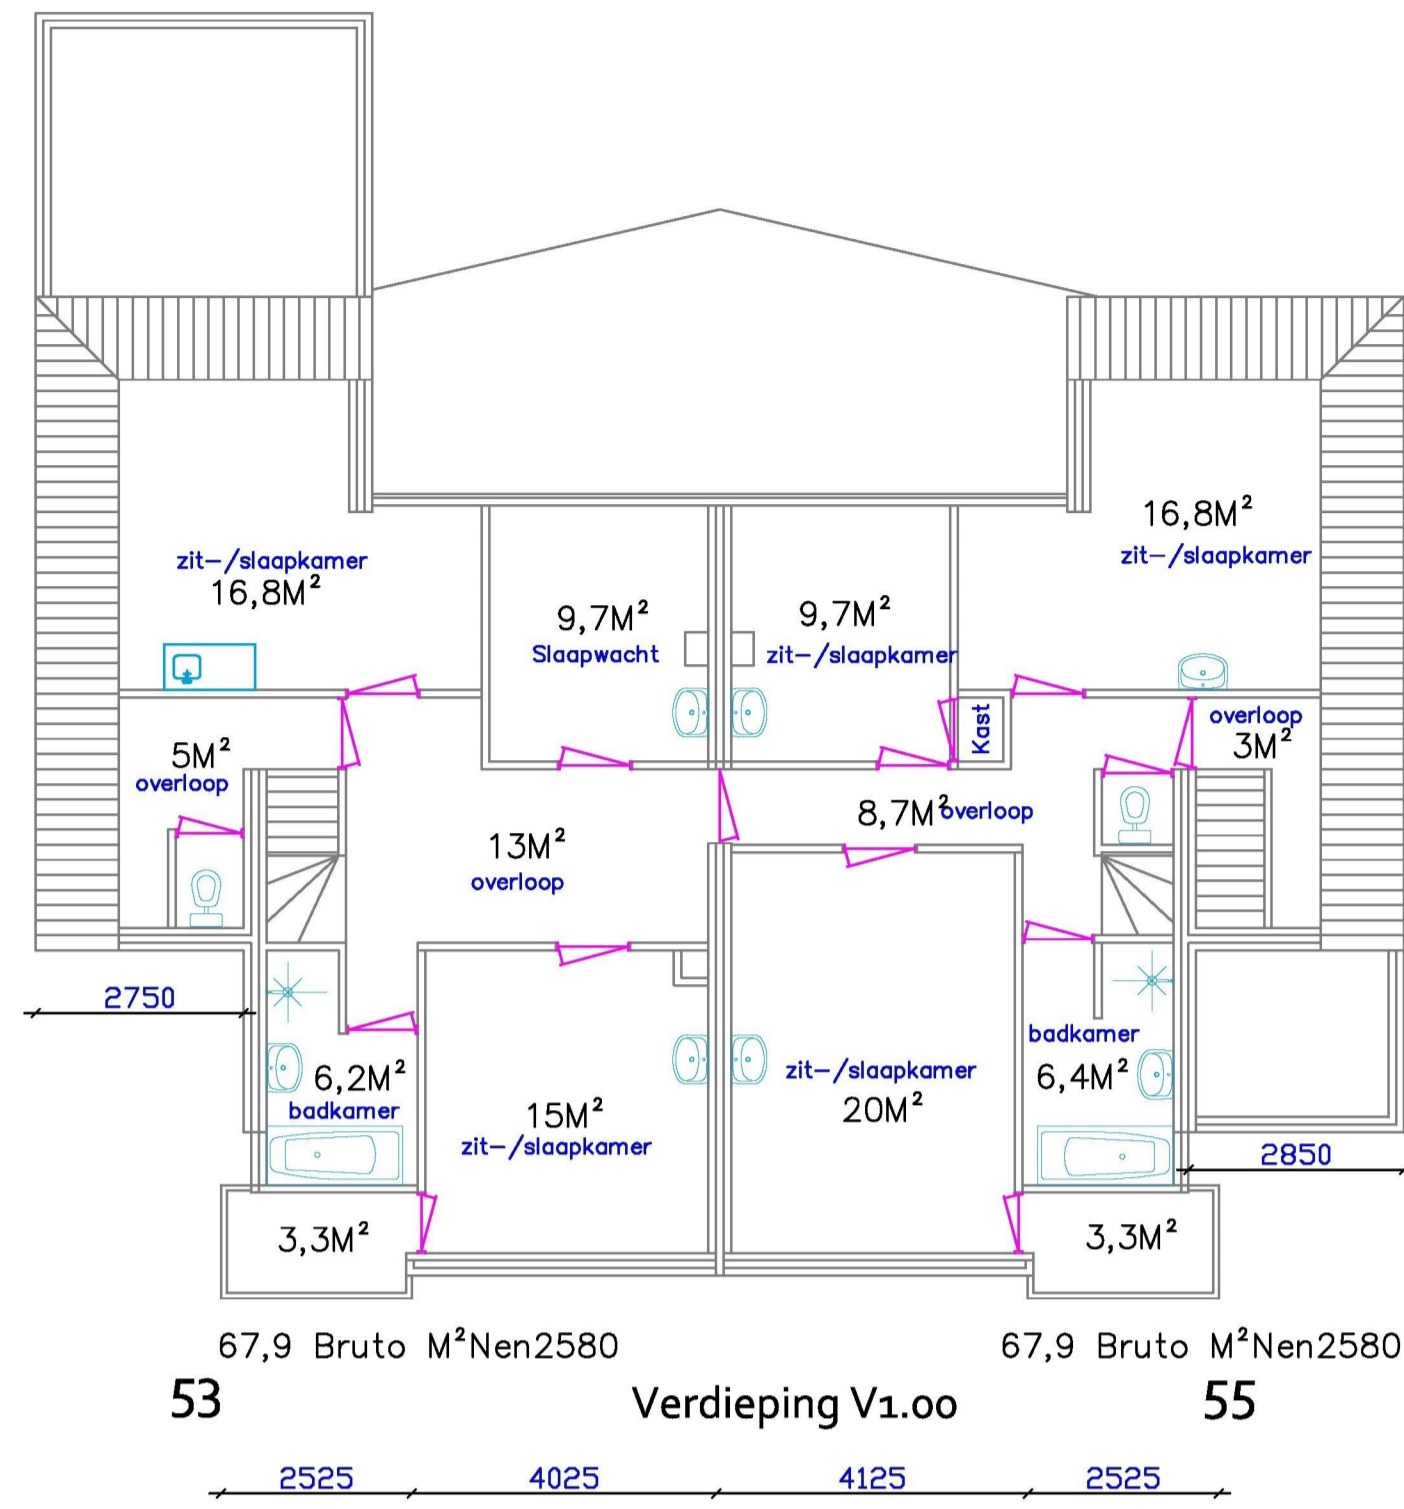 16,8M²
zit-/slaapkamer
zit-/slaapkamer
16,8M²
9,7M²
Slaapwacht
9,7M²
zit-/slaapkamer
Kast
overloop
3M²
5M²
overloop
8,7M²
overloop
13M²
overloop
2750
badkamer
6,4M²
6,2M²
badkamer
zit-/slaapkamer
20M²
15M²
zit-/slaapkamer
2850
3,3M²
3,3M²
67,9 Bruto M²Nen2580
67,9 Bruto M²Nen2580
53
Verdieping V1.00
55
2525
4025
4125
2525